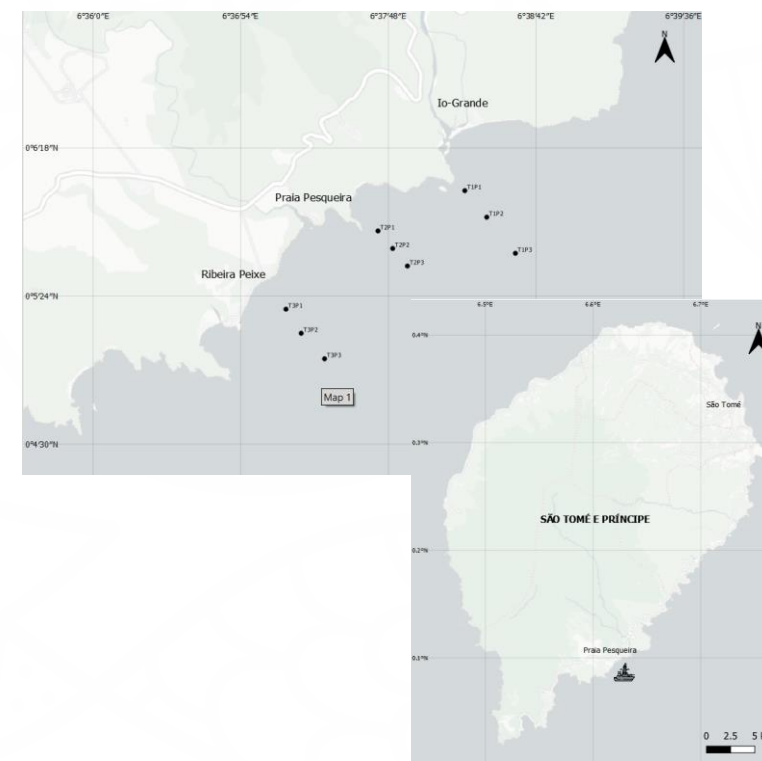 6°36'0"E 6°36'54"E 6°37'48"E 6°38'42"E 6°39'36"E
N
Io-Grande
0°6'18"N
T1P1
Praia Pesqueira
T1P2
T2P1
T2P2
T1P3
T2P3
Ribeira Peixe
0°5'24"N
T3P1
T3P2
T3P3
Map 1
0°4'30"N
6.5°E 6.6°E 6.7°E
N
0.4°N
São Tomé
0.3°N
SÃO TOMÉ E PRÍNCIPE
0.2°N
Praia Pesqueira
0.1°N
0 2.5 5